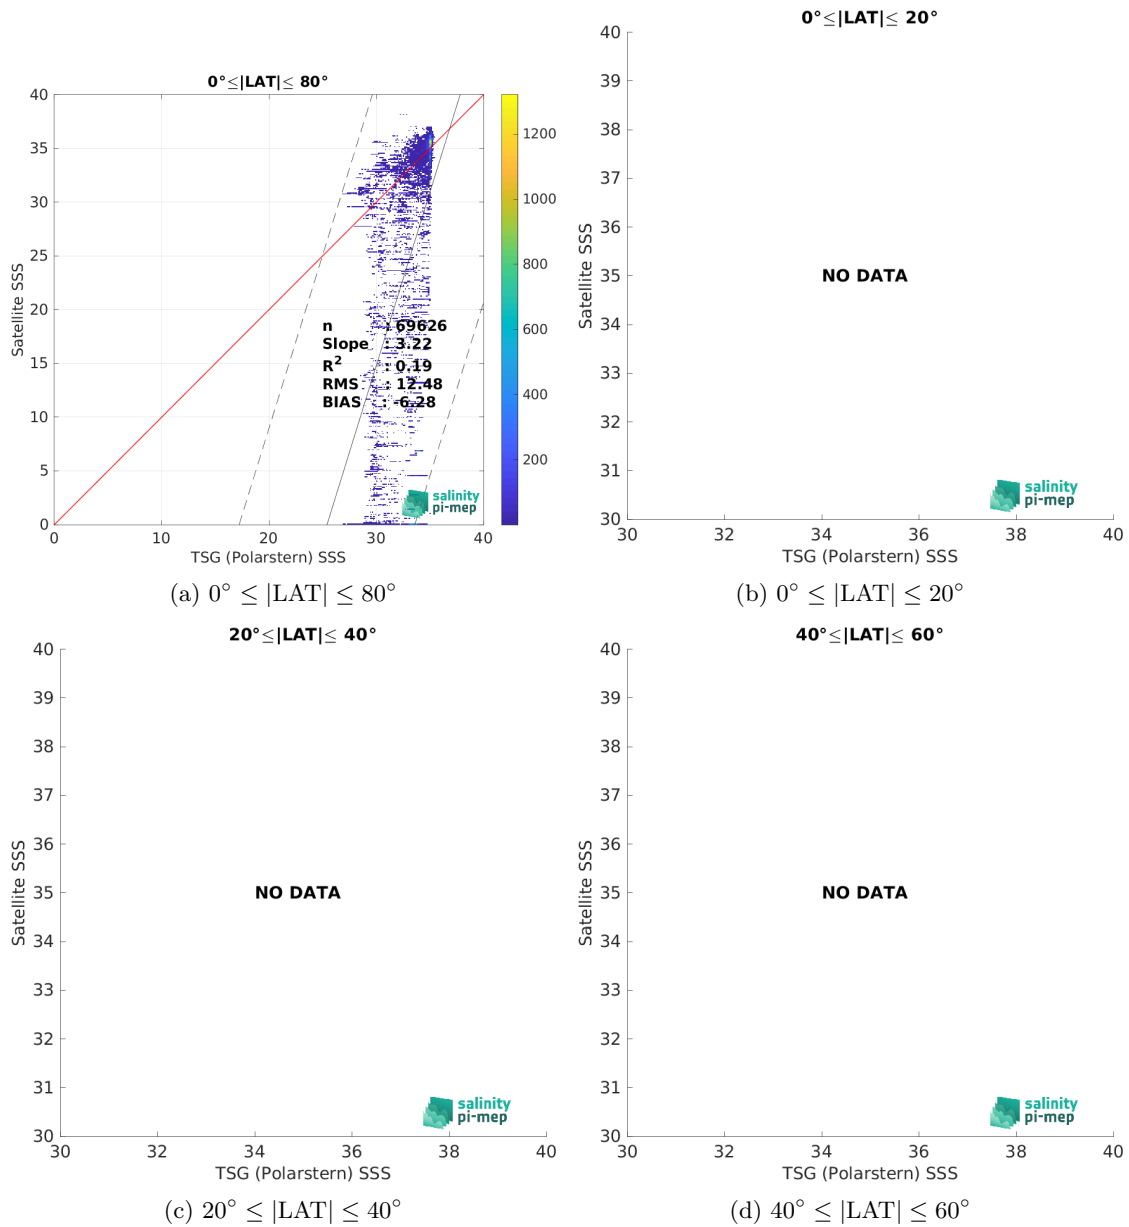 0°≤|LAT|≤ 80°
40
35
30
25
20
15
10
5
0
0
10
20
30
40
Satellite SSS
TSG (Polarstern) SSS
n : 69626
Slope : 3.22
R² : 0.19
RMS : 12.48
BIAS : -6.28
1200
1000
800
600
400
200
salinity
pi-mep
(a) 0° ≤ |LAT| ≤ 80°
0°≤|LAT|≤ 20°
40
39
38
37
36
35
34
33
32
31
30
30
32
34
36
38
40
Satellite SSS
NO DATA
TSG (Polarstern) SSS
salinity
pi-mep
(b) 0° ≤ |LAT| ≤ 20°
20°≤|LAT|≤ 40°
40
39
38
37
36
35
34
33
32
31
30
30
32
34
36
38
40
Satellite SSS
NO DATA
TSG (Polarstern) SSS
salinity
pi-mep
(c) 20° ≤ |LAT| ≤ 40°
40°≤|LAT|≤ 60°
40
39
38
37
36
35
34
33
32
31
30
30
32
34
36
38
40
Satellite SSS
NO DATA
TSG (Polarstern) SSS
salinity
pi-mep
(d) 40° ≤ |LAT| ≤ 60°